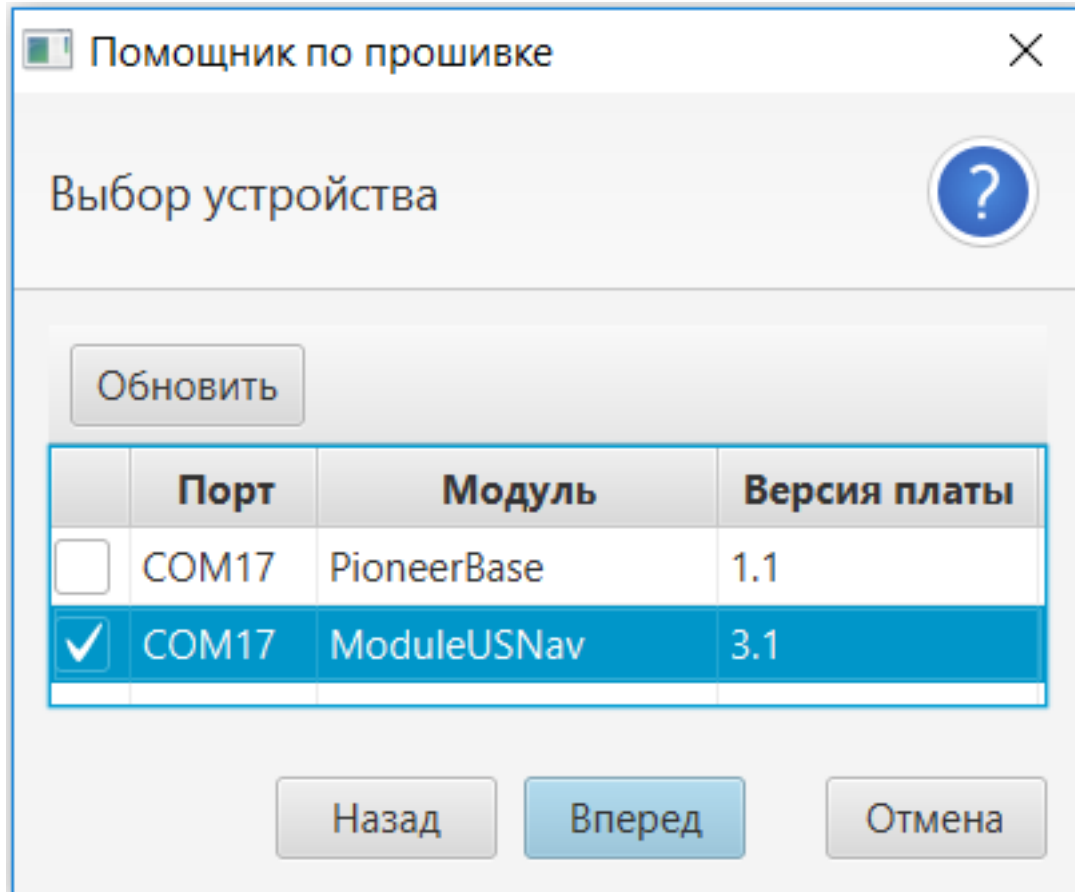 Помощник по прошивке
Выбор устройства
?
Обновить
Порт Модуль Версия платы
COM17 PioneerBase 1.1
COM17 ModuleUSNav 3.1
Назад Вперед Отмена